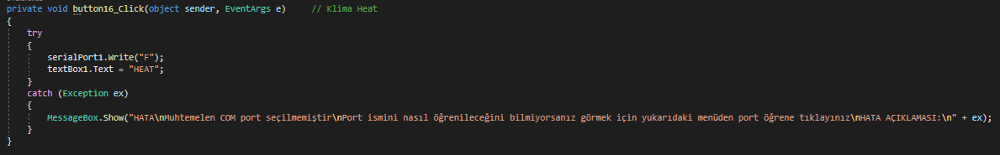 private void button16_Click(object sender, EventArgs e)     // Klima Heat
{
    try
    {
        serialPort1.Write("F");
        textBox1.Text = "HEAT";
    }
    catch (Exception ex)
    {
        MessageBox.Show("HATA\nMuhtemelen COM port seçilmemiştir\nPort ismini nasıl öğrenileceğini bilmiyorsanız görmek için yukarıdaki menüden port öğrene tıklayınız\nHATA AÇIKLAMASI:\n" + ex);
    }
}